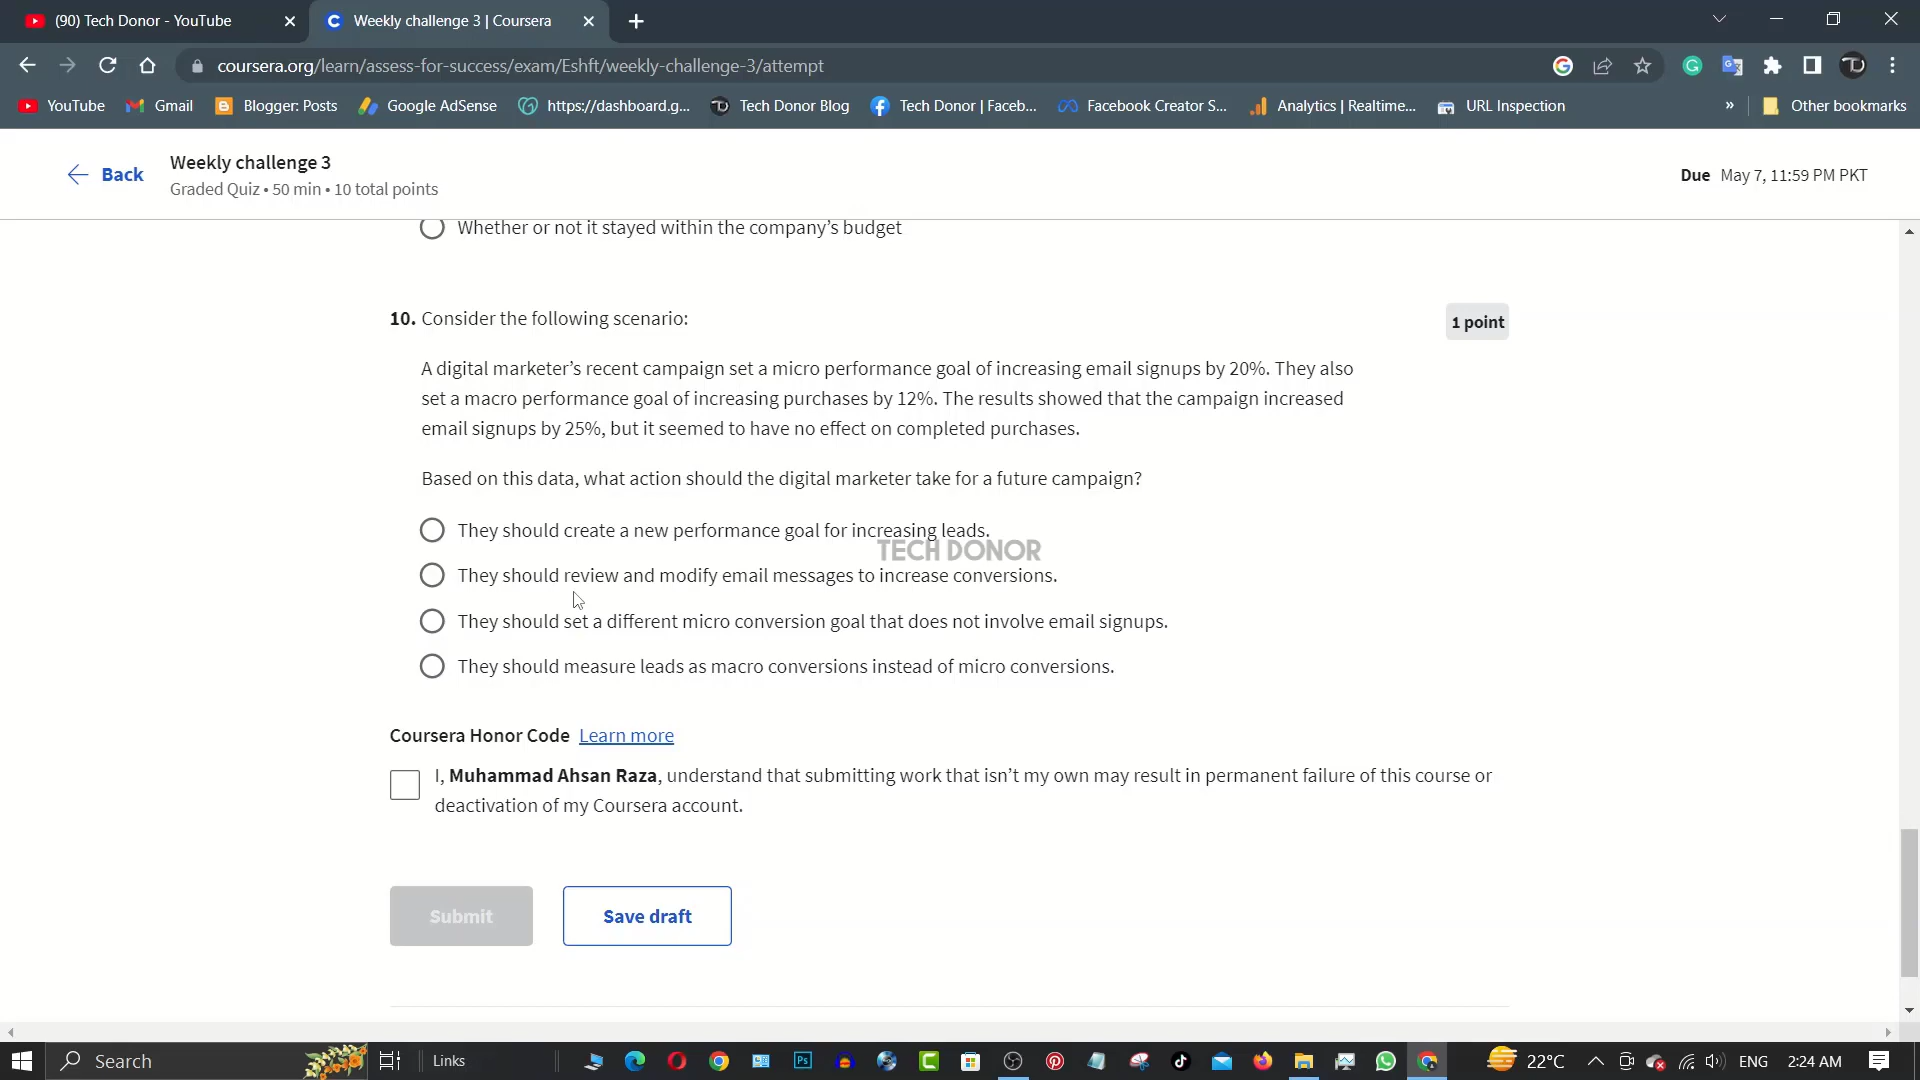 (90) Tech Donor - YouTube
Weekly challenge 3 | Coursera
coursera.org/learn/assess-for-success/exam/Eshft/weekly-challenge-3/attempt
YouTube
Gmail
Blogger: Posts
Google AdSense
https://dashboard.g...
Tech Donor Blog
Tech Donor | Faceb...
Facebook Creator S...
Analytics | Realtime...
URL Inspection
»
Other bookmarks
Back
Weekly challenge 3
Graded Quiz • 50 min • 10 total points
Due May 7, 11:59 PM PKT
Whether or not it stayed within the company’s budget
10. Consider the following scenario:
1 point
A digital marketer’s recent campaign set a micro performance goal of increasing email signups by 20%. They also
set a macro performance goal of increasing purchases by 12%. The results showed that the campaign increased
email signups by 25%, but it seemed to have no effect on completed purchases.
Based on this data, what action should the digital marketer take for a future campaign?
They should create a new performance goal for increasing leads.
TECH DONOR
They should review and modify email messages to increase conversions.
They should set a different micro conversion goal that does not involve email signups.
They should measure leads as macro conversions instead of micro conversions.
Coursera Honor Code Learn more
I, Muhammad Ahsan Raza, understand that submitting work that isn’t my own may result in permanent failure of this course or
deactivation of my Coursera account.
Submit
Save draft
Search
Links
22°C
ENG
2:24 AM